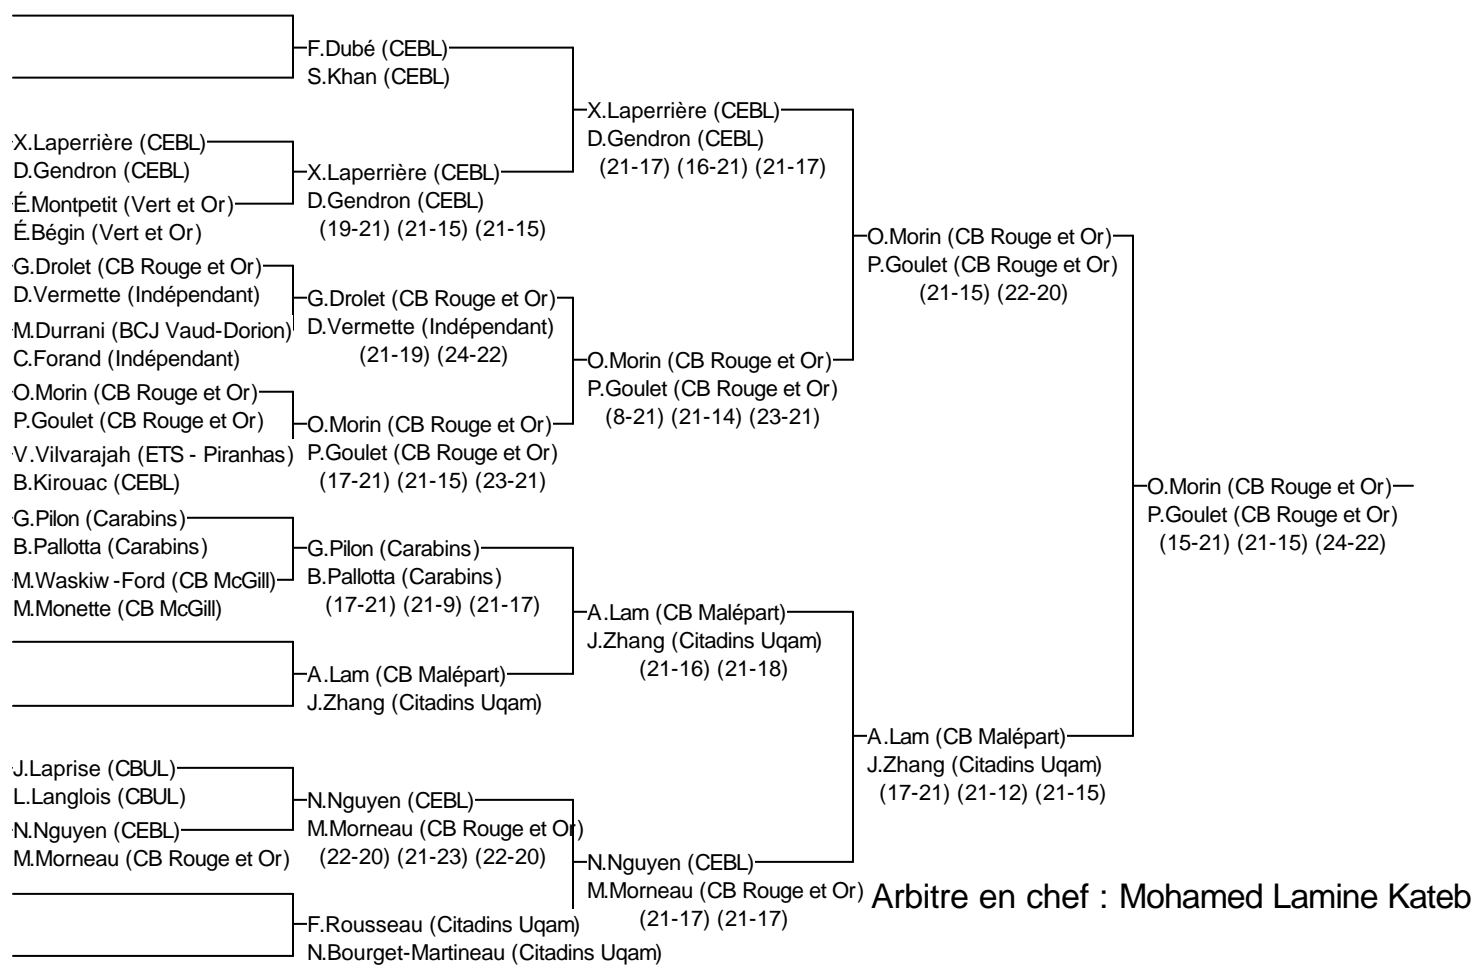 F.Dubé (CEBL)
S.Khan (CEBL)
X.Laperrière (CEBL)
D.Gendron (CEBL)
(21-17) (16-21) (21-17)
X.Laperrière (CEBL)
D.Gendron (CEBL)
É.Montpetit (Vert et Or)
É.Bégin (Vert et Or)
X.Laperrière (CEBL)
D.Gendron (CEBL)
(19-21) (21-15) (21-15)
O.Morin (CB Rouge et Or)
P.Goulet (CB Rouge et Or)
(21-15) (22-20)
G.Drolet (CB Rouge et Or)
D.Vermette (Indépendant)
M.Durrani (BCJ Vaud-Dorion)
C.Forand (Indépendant)
G.Drolet (CB Rouge et Or)
D.Vermette (Indépendant)
(21-19) (24-22)
O.Morin (CB Rouge et Or)
P.Goulet (CB Rouge et Or)
(8-21) (21-14) (23-21)
O.Morin (CB Rouge et Or)
P.Goulet (CB Rouge et Or)
V.Vilvarajah (ETS - Piranhas)
B.Kirouac (CEBL)
O.Morin (CB Rouge et Or)
P.Goulet (CB Rouge et Or)
(17-21) (21-15) (23-21)
O.Morin (CB Rouge et Or)
P.Goulet (CB Rouge et Or)
(15-21) (21-15) (24-22)
G.Pilon (Carabins)
B.Pallotta (Carabins)
M.Waskiw-Ford (CB McGill)
M.Monette (CB McGill)
G.Pilon (Carabins)
B.Pallotta (Carabins)
(17-21) (21-9) (21-17)
A.Lam (CB Malépart)
J.Zhang (Citadins Uqam)
(21-16) (21-18)
A.Lam (CB Malépart)
J.Zhang (Citadins Uqam)
A.Lam (CB Malépart)
J.Zhang (Citadins Uqam)
(17-21) (21-12) (21-15)
J.Laprise (CBUL)
L.Langlois (CBUL)
N.Nguyen (CEBL)
M.Morneau (CB Rouge et Or)
N.Nguyen (CEBL)
M.Morneau (CB Rouge et Or)
(22-20) (21-23) (22-20)
N.Nguyen (CEBL)
M.Morneau (CB Rouge et Or)
(21-17) (21-17)
Arbitre en chef : Mohamed Lamine Kateb
F.Rousseau (Citadins Uqam)
N.Bourget-Martineau (Citadins Uqam)